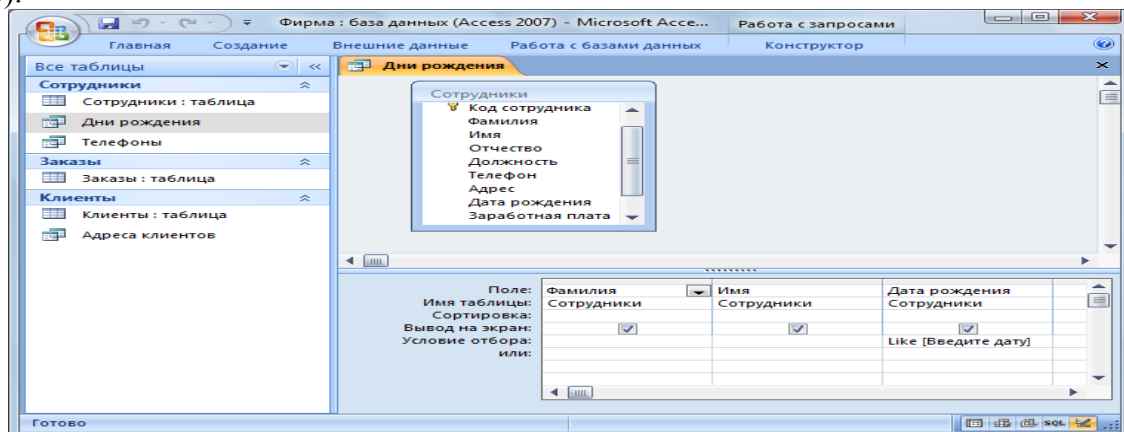 Фирма : база данных (Access 2007) - Microsoft Acce...
Работа с запросами
Главная Создание Внешние данные Работа с базами данных Конструктор
Все таблицы
Дни рождения
Сотрудники
Сотрудники : таблица
Дни рождения
Телефоны
Заказы
Заказы : таблица
Клиенты
Клиенты : таблица
Адреса клиентов
Сотрудники
Код сотрудника
Фамилия
Имя
Отчество
Должность
Телефон
Адрес
Дата рождения
Заработная плата
Поле: Фамилия Имя Дата рождения
Имя таблицы: Сотрудники Сотрудники Сотрудники
Сортировка:
Вывод на экран:
Условие отбора: Like [Введите дату]
или:
Готово
SQL